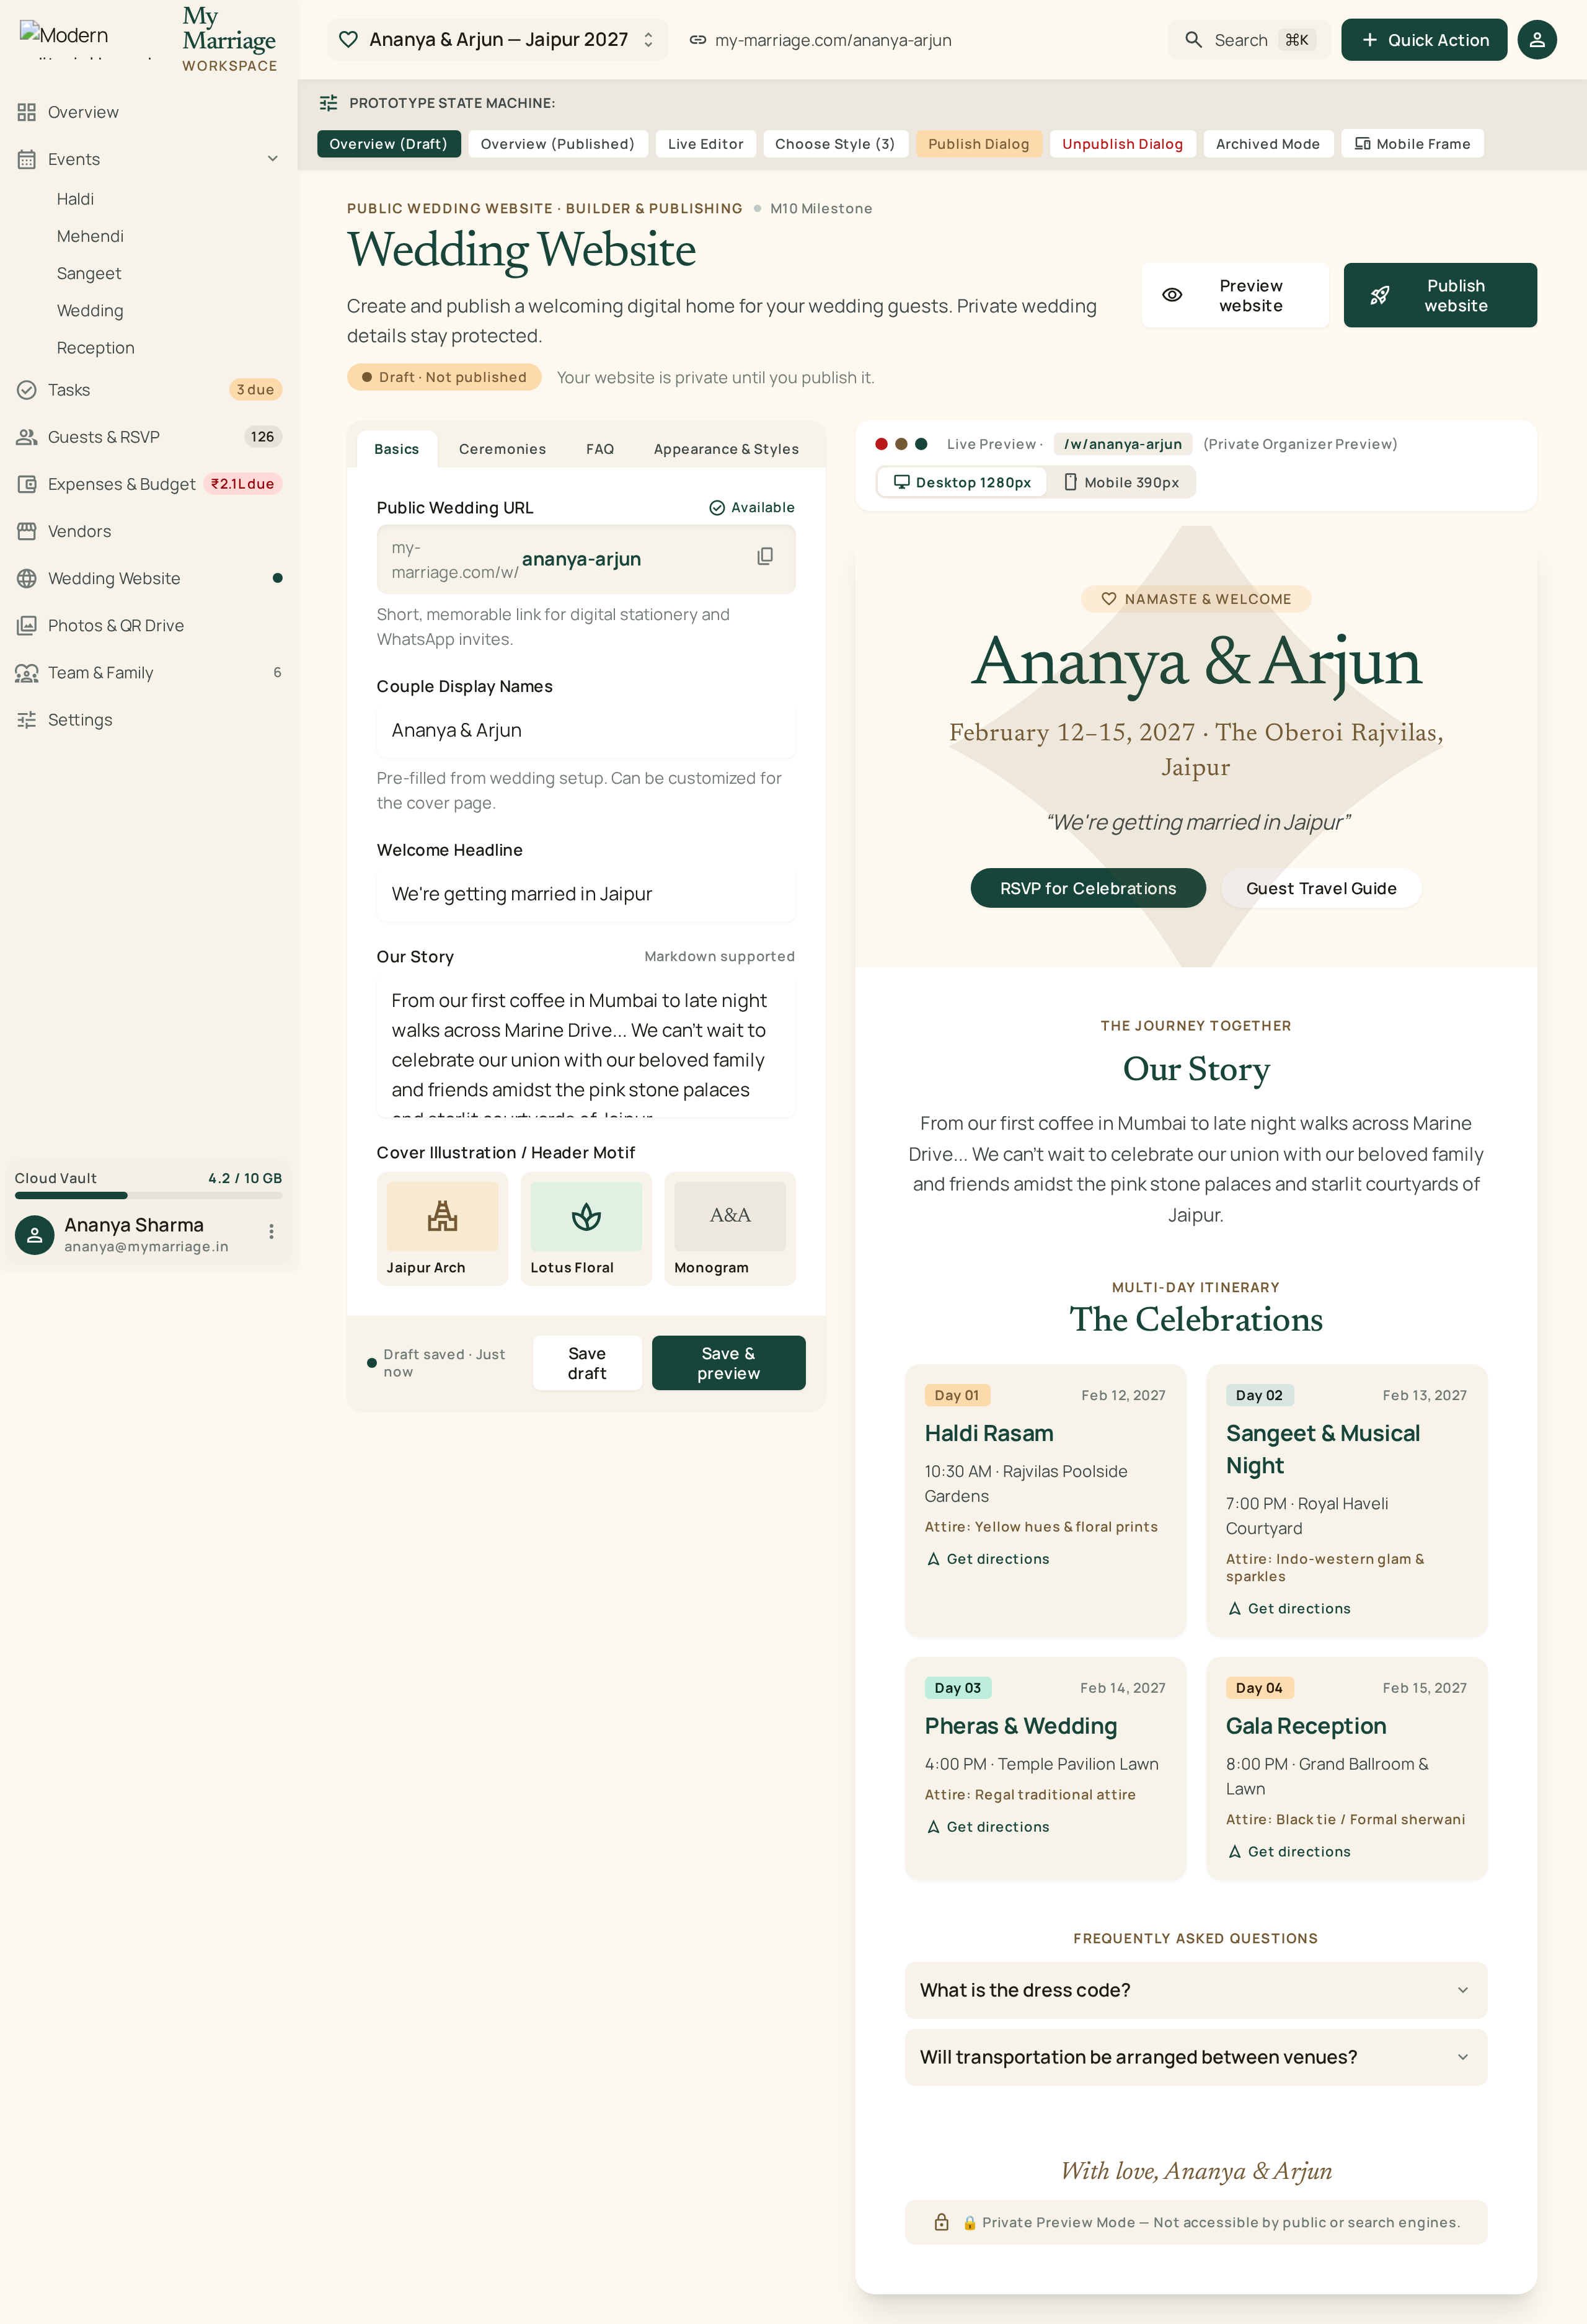 Modern
My
Marriage
WORKSPACE
Ananya & Arjun — Jaipur 2027
my-marriage.com/ananya-arjun
Search ⌘K
Quick Action
Overview
Events
Haldi
Mehendi
Sangeet
Wedding
Reception
Tasks 3 due
Guests & RSVP 126
Expenses & Budget ₹2.1L due
Vendors
Wedding Website
Photos & QR Drive
Team & Family 6
Settings
Cloud Vault 4.2 / 10 GB
Ananya Sharma
ananya@mymarriage.in
PROTOTYPE STATE MACHINE:
Overview (Draft) Overview (Published) Live Editor Choose Style (3) Publish Dialog Unpublish Dialog Archived Mode Mobile Frame
PUBLIC WEDDING WEBSITE · BUILDER & PUBLISHING M10 Milestone
Wedding Website
Create and publish a welcoming digital home for your wedding guests. Private wedding
details stay protected.
Draft · Not published Your website is private until you publish it.
Preview
website
Publish
website
Basics Ceremonies FAQ Appearance & Styles
Public Wedding URL Available
my-
marriage.com/w/ ananya-arjun
Short, memorable link for digital stationery and
WhatsApp invites.
Couple Display Names
Ananya & Arjun
Pre-filled from wedding setup. Can be customized for
the cover page.
Welcome Headline
We're getting married in Jaipur
Our Story Markdown supported
From our first coffee in Mumbai to late night
walks across Marine Drive... We can't wait to
celebrate our union with our beloved family
and friends amidst the pink stone palaces
and starlit courtyards of Jaipur.
Cover Illustration / Header Motif
A&A
Jaipur Arch Lotus Floral Monogram
Draft saved · Just
now
Save
draft
Save &
preview
Live Preview · /w/ananya-arjun (Private Organizer Preview)
Desktop 1280px Mobile 390px
NAMASTE & WELCOME
Ananya & Arjun
February 12–15, 2027 · The Oberoi Rajvilas,
Jaipur
“We're getting married in Jaipur”
RSVP for Celebrations Guest Travel Guide
THE JOURNEY TOGETHER
Our Story
From our first coffee in Mumbai to late night walks across Marine
Drive... We can't wait to celebrate our union with our beloved family
and friends amidst the pink stone palaces and starlit courtyards of
Jaipur.
MULTI-DAY ITINERARY
The Celebrations
Day 01 Feb 12, 2027
Haldi Rasam
10:30 AM · Rajvilas Poolside
Gardens
Attire: Yellow hues & floral prints
Get directions
Day 02 Feb 13, 2027
Sangeet & Musical
Night
7:00 PM · Royal Haveli
Courtyard
Attire: Indo-western glam &
sparkles
Get directions
Day 03 Feb 14, 2027
Pheras & Wedding
4:00 PM · Temple Pavilion Lawn
Attire: Regal traditional attire
Get directions
Day 04 Feb 15, 2027
Gala Reception
8:00 PM · Grand Ballroom &
Lawn
Attire: Black tie / Formal sherwani
Get directions
FREQUENTLY ASKED QUESTIONS
What is the dress code?
Will transportation be arranged between venues?
With love, Ananya & Arjun
🔒 Private Preview Mode — Not accessible by public or search engines.